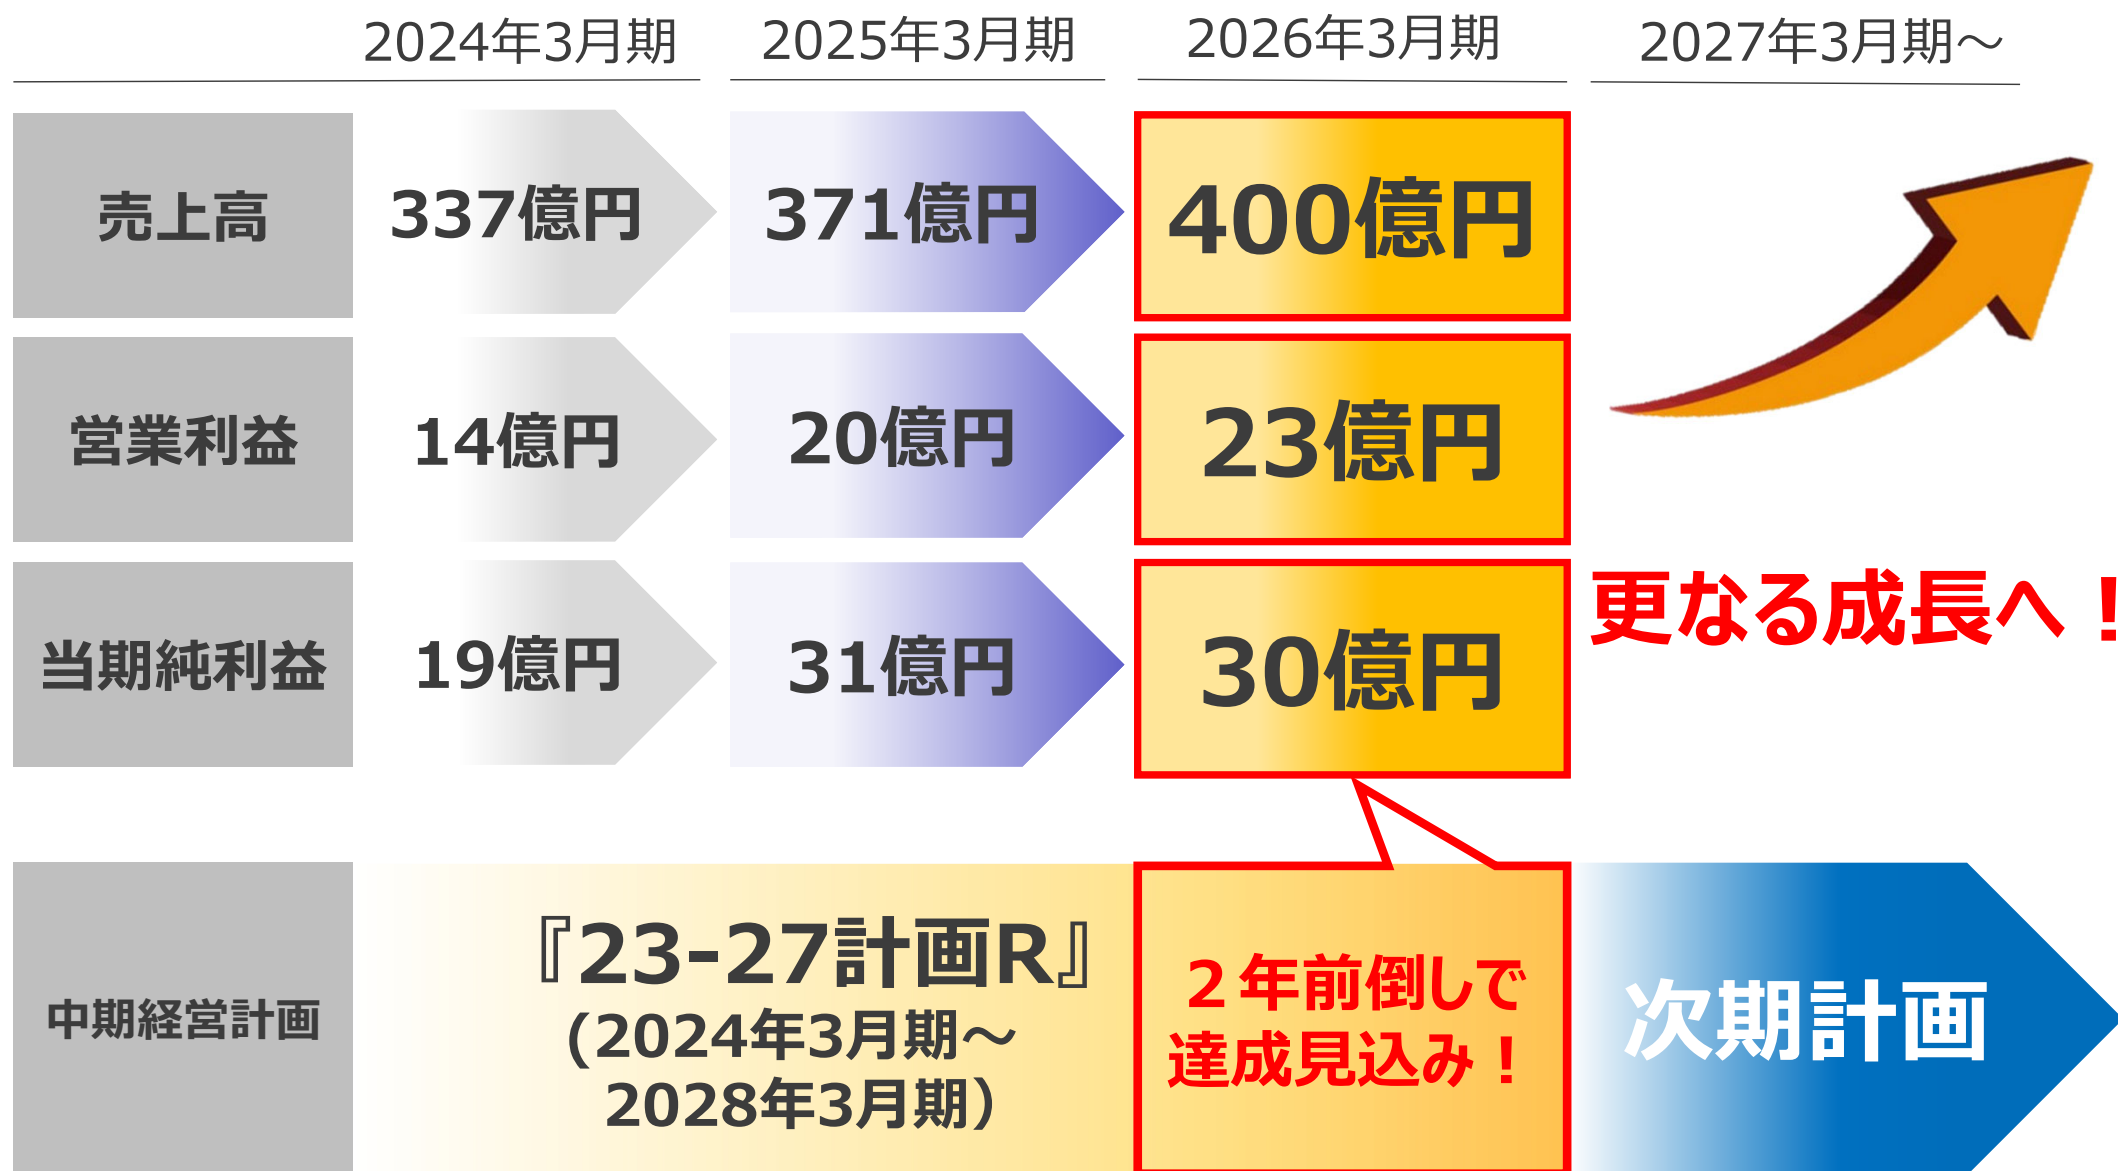 2024年3月期 2025年3月期 2026年3月期 2027年3月期～
売上高 337億円 371億円 400億円
営業利益 14億円 20億円 23億円
当期純利益 19億円 31億円 30億円
更なる成長へ！
中期経営計画
『23-27計画R』
(2024年3月期～
2028年3月期）
２年前倒しで
達成見込み！
次期計画